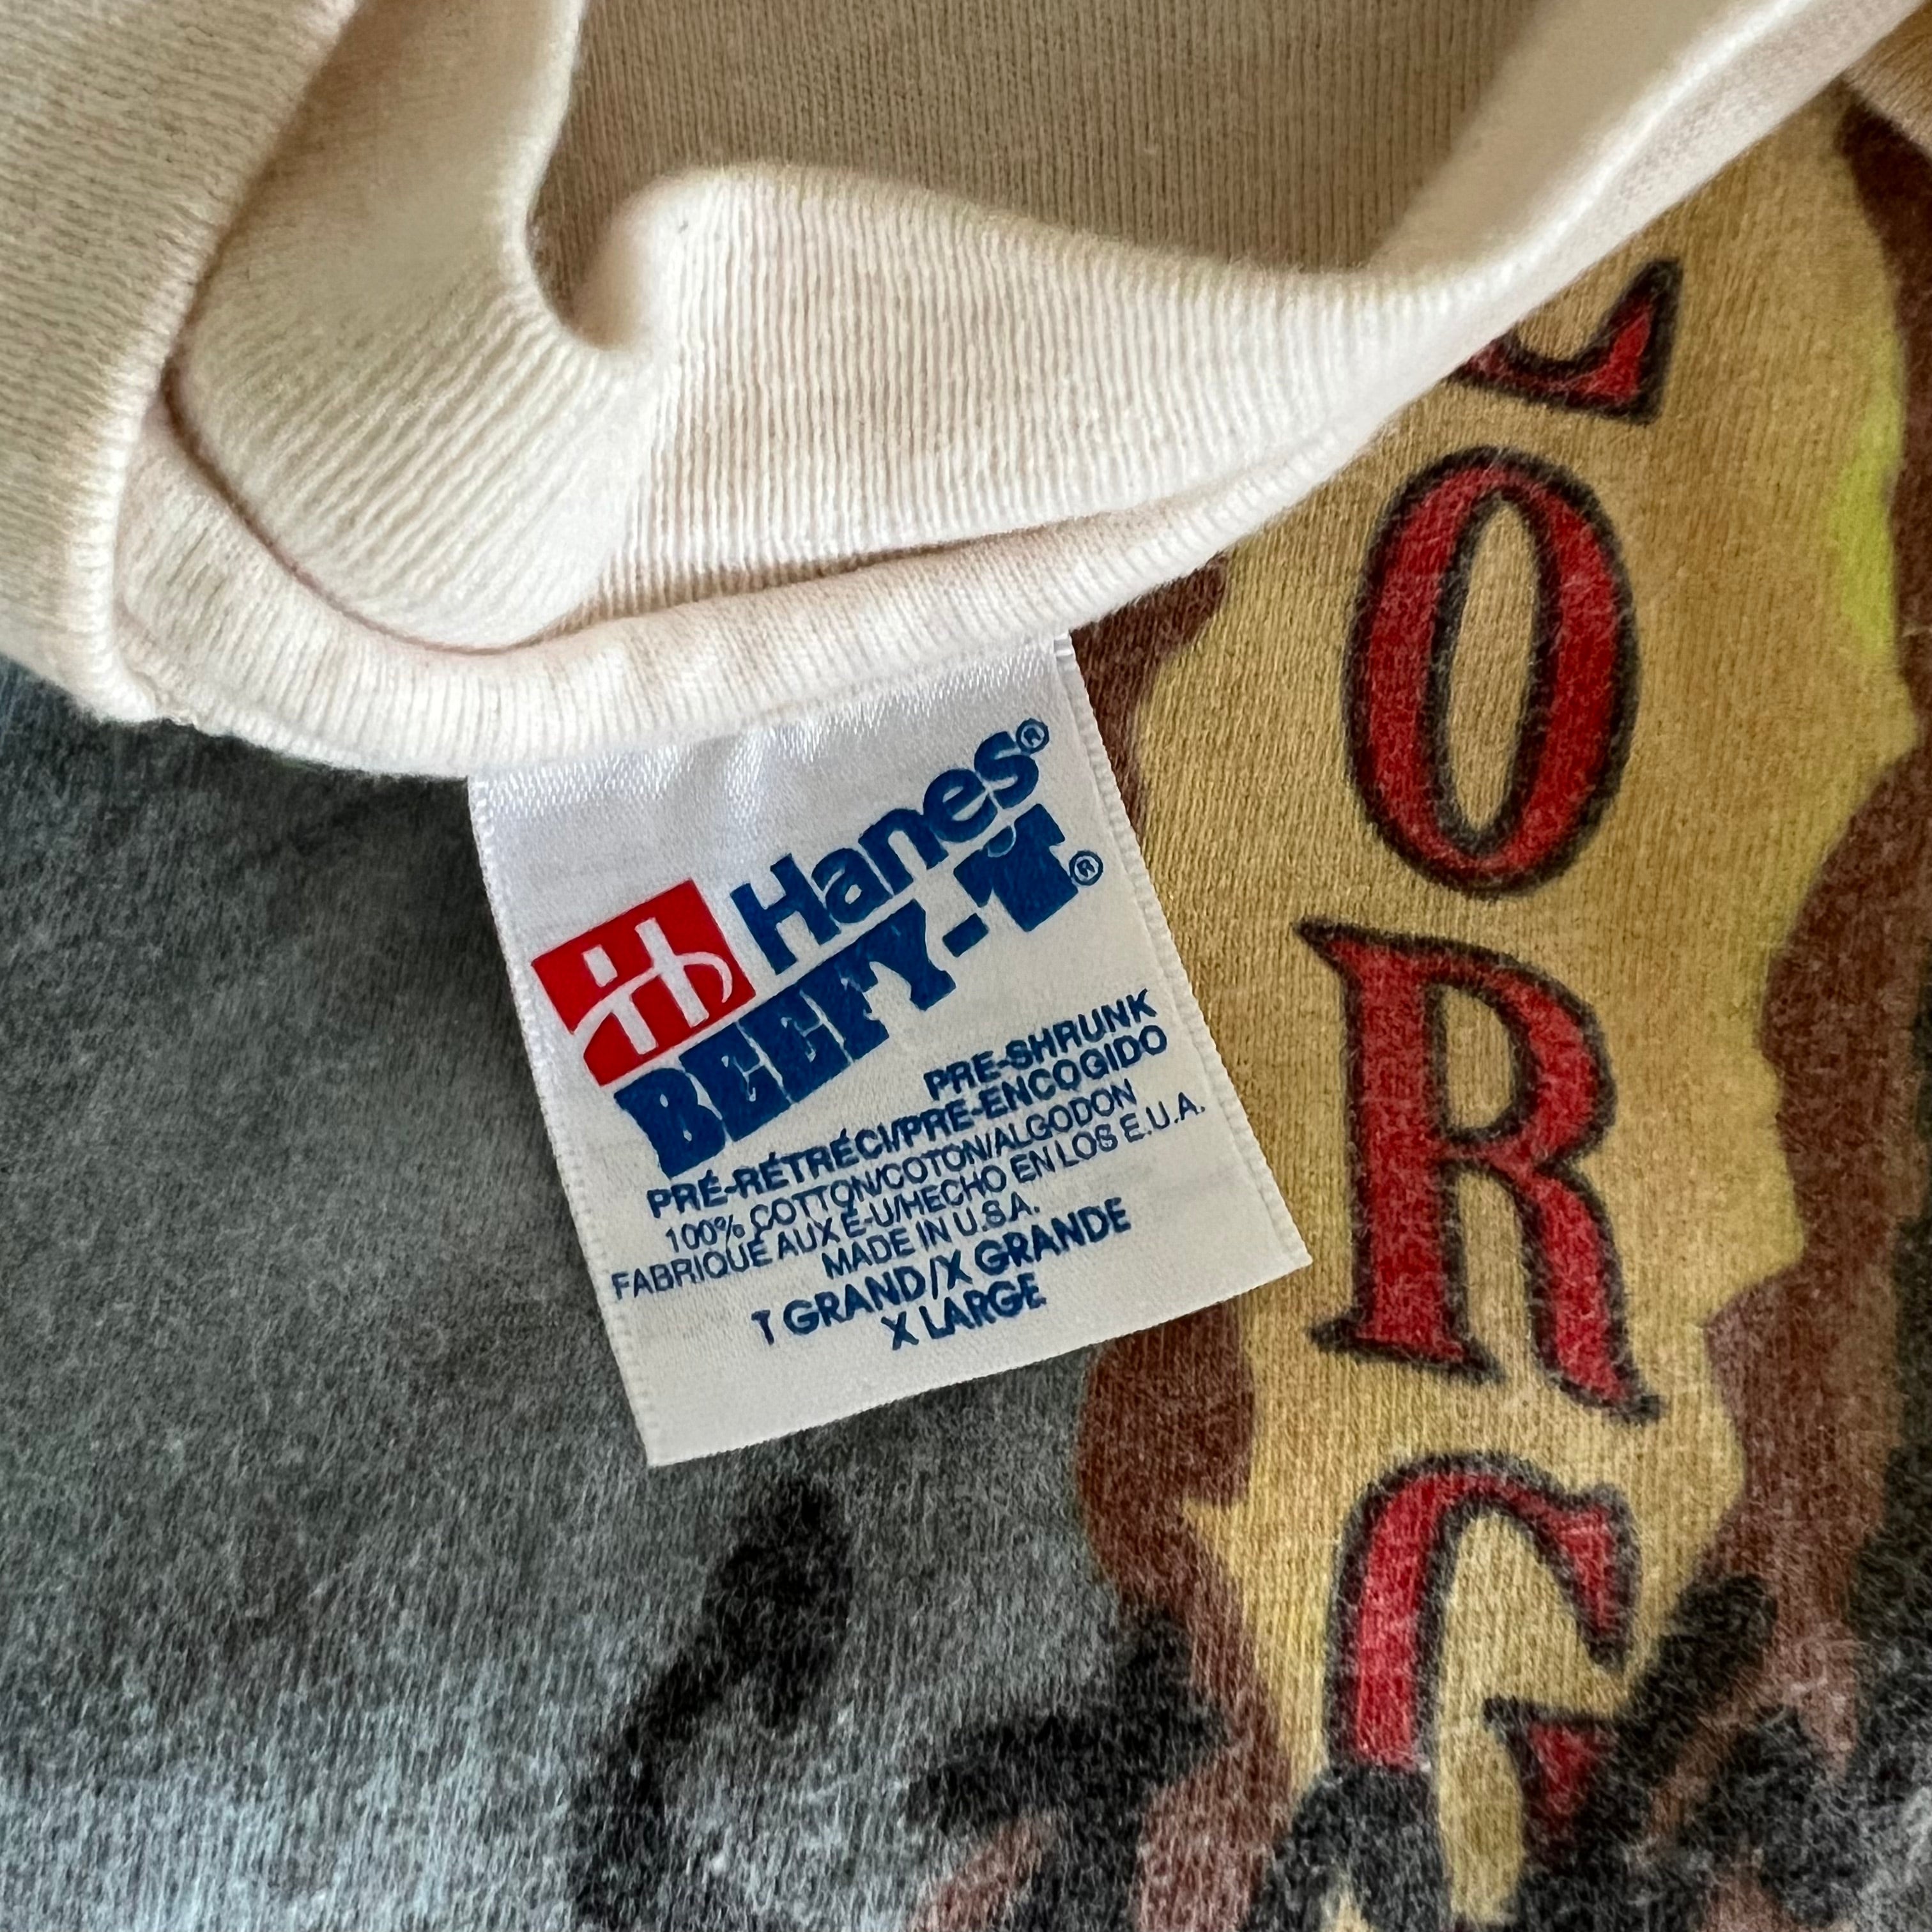 Hanes®
BEEFY-T®
PRE-SHRUNK
PRÉ-RÉTRÉCI/PRE-ENCOGIDO
100% COTTON/COTON/ALGODON
FABRIQUÉ AUX É-U/HECHO EN LOS E.U.A.
MADE IN U.S.A.
T GRAND/X GRANDE
X LARGE
O
R
G